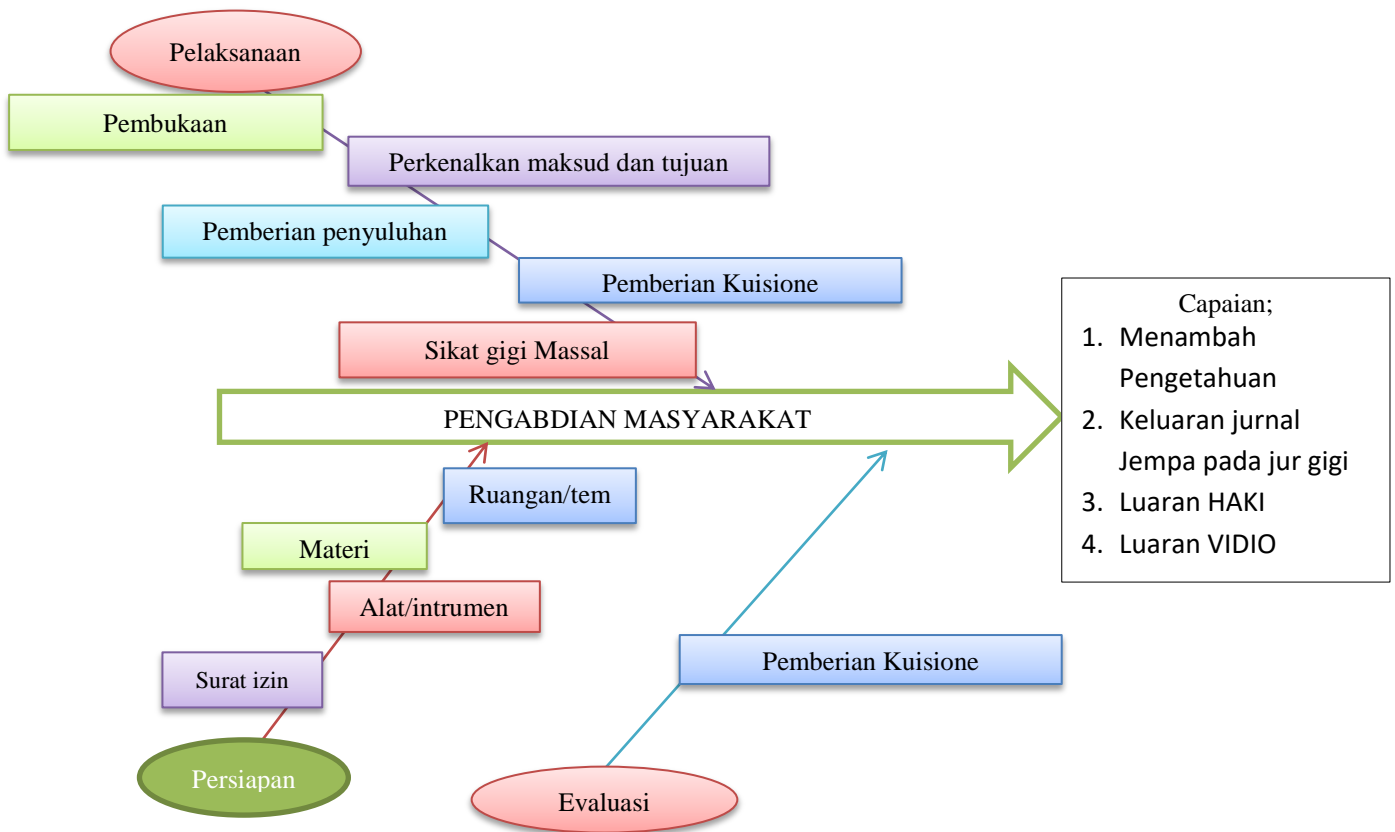 Pelaksanaan
Pembukaan
Perkenalkan maksud dan tujuan
Pemberian penyuluhan
Pemberian Kuisione
Sikat gigi Massal
PENGABDIAN MASYARAKAT
Capaian;
1. Menambah
Pengetahuan
2. Keluaran jurnal
Jempa pada jur gigi
3. Luaran HAKI
4. Luaran VIDIO
Ruangan/tem
Materi
Alat/intrumen
Surat izin
Pemberian Kuisione
Persiapan
Evaluasi